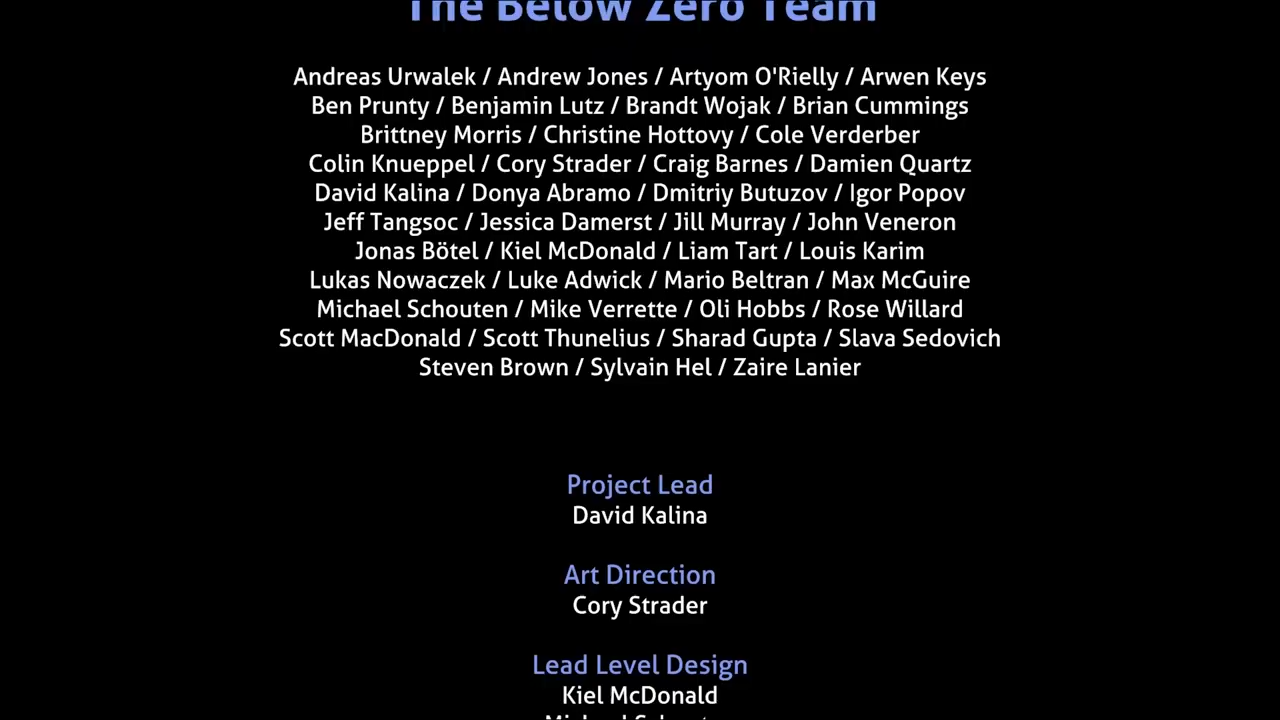 The Below Zero Team
Andreas Urwalek / Andrew Jones / Artyom O'Rielly / Arwen Keys
Ben Prunty / Benjamin Lutz / Brandt Wojak / Brian Cummings
Brittney Morris / Christine Hottovy / Cole Verderber
Colin Knueppel / Cory Strader / Craig Barnes / Damien Quartz
David Kalina / Donya Abramo / Dmitriy Butuzov / Igor Popov
Jeff Tangsoc / Jessica Damerst / Jill Murray / John Veneron
Jonas Bötel / Kiel McDonald / Liam Tart / Louis Karim
Lukas Nowaczek / Luke Adwick / Mario Beltran / Max McGuire
Michael Schouten / Mike Verrette / Oli Hobbs / Rose Willard
Scott MacDonald / Scott Thunelius / Sharad Gupta / Slava Sedovich
Steven Brown / Sylvain Hel / Zaire Lanier
Project Lead
David Kalina
Art Direction
Cory Strader
Lead Level Design
Kiel McDonald